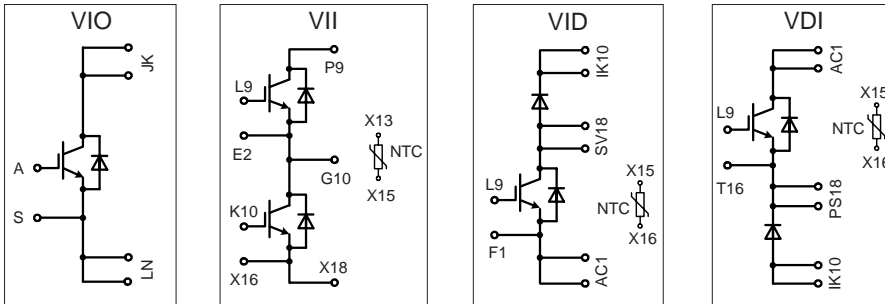 VIO
JK
A
S
LN
VII
P9
L9
E2
X13
NTC
X15
G10
K10
X16
X18
VID
IK10
SV18
L9
X15
NTC
X16
F1
AC1
VDI
AC1
L9
X15
NTC
X16
T16
PS18
IK10